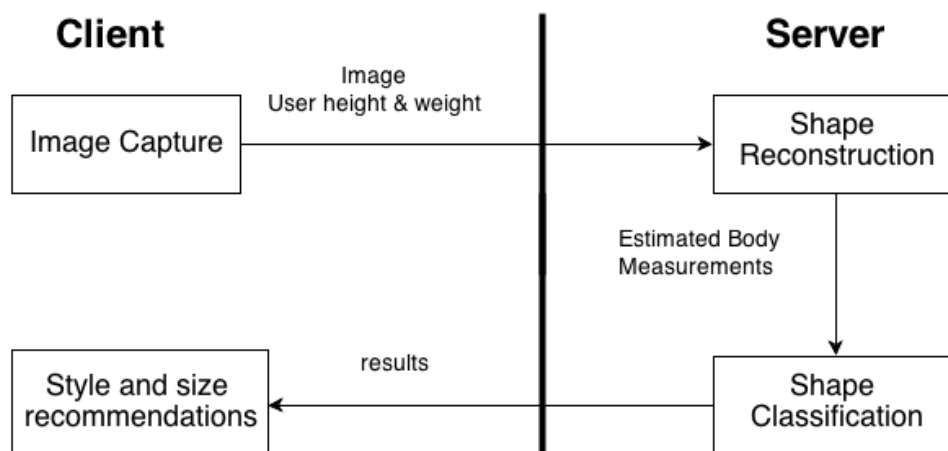 Client
Server
Image
User height & weight
Image Capture
Shape
Reconstruction
Estimated Body
Measurements
results
Style and size
recommendations
Shape
Classification